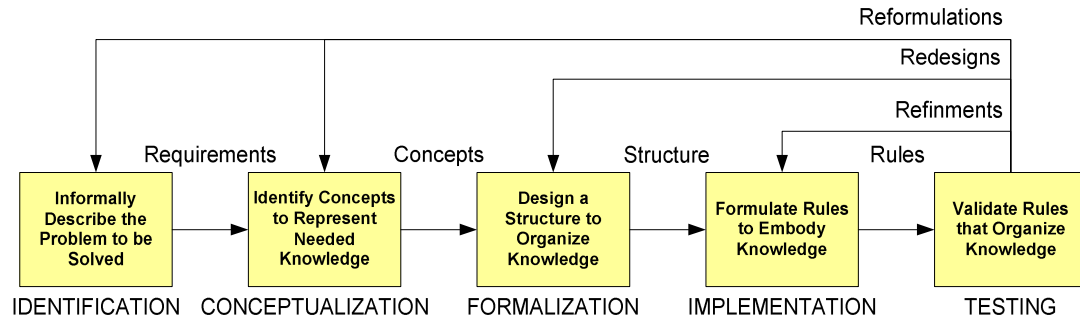 Reformulations
Redesigns
Refinments
Requirements
Concepts
Structure
Rules
Informally
Describe the
Problem to be
Solved
Identify Concepts
to Represent
Needed
Knowledge
Design a
Structure to
Organize
Knowledge
Formulate Rules
to Embody
Knowledge
Validate Rules
that Organize
Knowledge
IDENTIFICATION
CONCEPTUALIZATION
FORMALIZATION
IMPLEMENTATION
TESTING